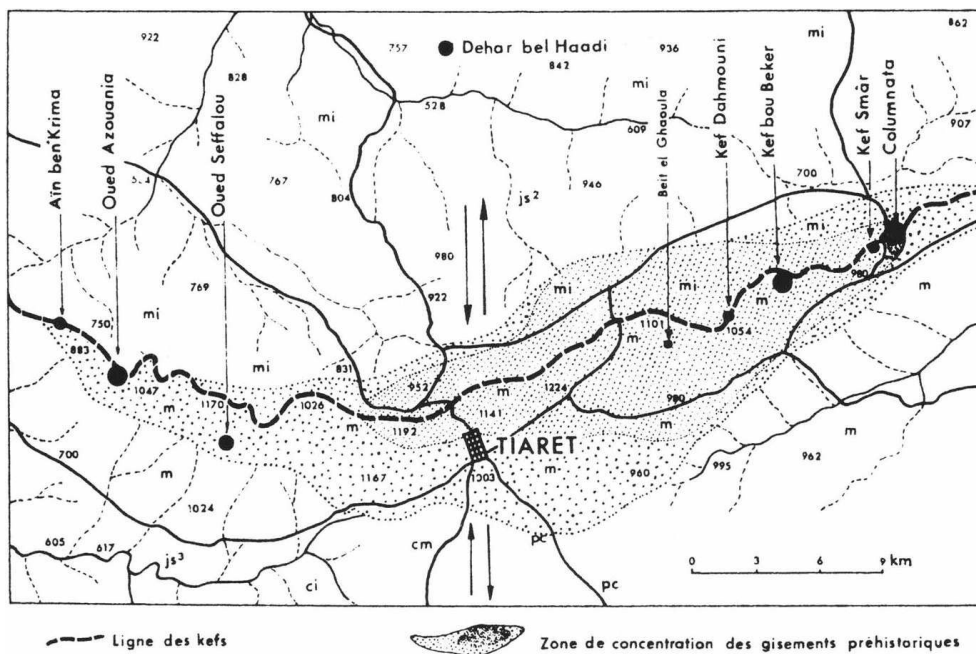 922
757
Dehar bel Haadi
936
862
828
mi
842
mi
mi
528
609
Aïn ben'Krima
Oued Azouania
Oued Seffalou
Beit el Ghaoula
Kef Dahmouni
Kef bou Beker
Kef Smâr
Columnata
907
767
804
js²
946
700
mi
980
980
m
769
922
mi
mi
m
750
mi
883
831
mi
1101
1054
m
m
1047
952
m
1224
1170
1026
m
980
m
m
1192
1141
m
m
TIARET
700
m
1167
1003
m
960
995
962
1024
605
617
js³
cm
pc
ci
pc
0 3 6 9 km
Ligne des kefs
Zone de concentration des gisements préhistoriques